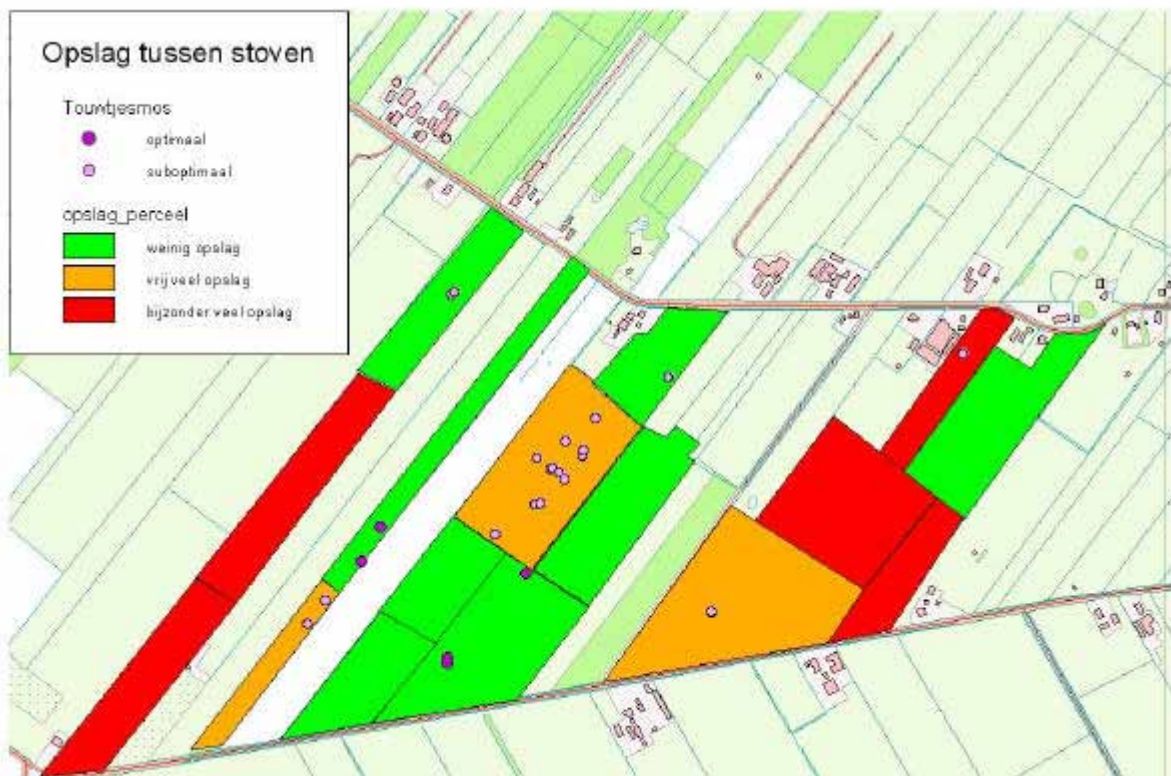 Opslag tussen stoven
Touwtjesmos
optimaal
suboptimaal
opslag_perceel
weinig opslag
vrij veel opslag
bijzonder veel opslag